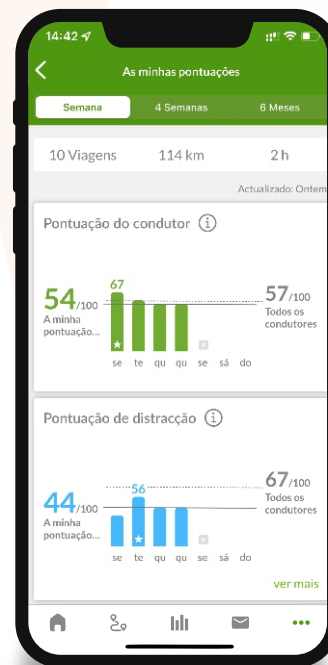 14:42
As minhas pontuações
Semana 4 Semanas 6 Meses
10 Viagens 114 km 2 h
Actualizado: Ontem
Pontuação do condutor
67
54/100
A minha
pontuação...
57/100
Todos os
condutores
se te qu qu se sá do
Pontuação de distracção
56
44/100
A minha
pontuação...
67/100
Todos os
condutores
se te qu qu se sá do
ver mais